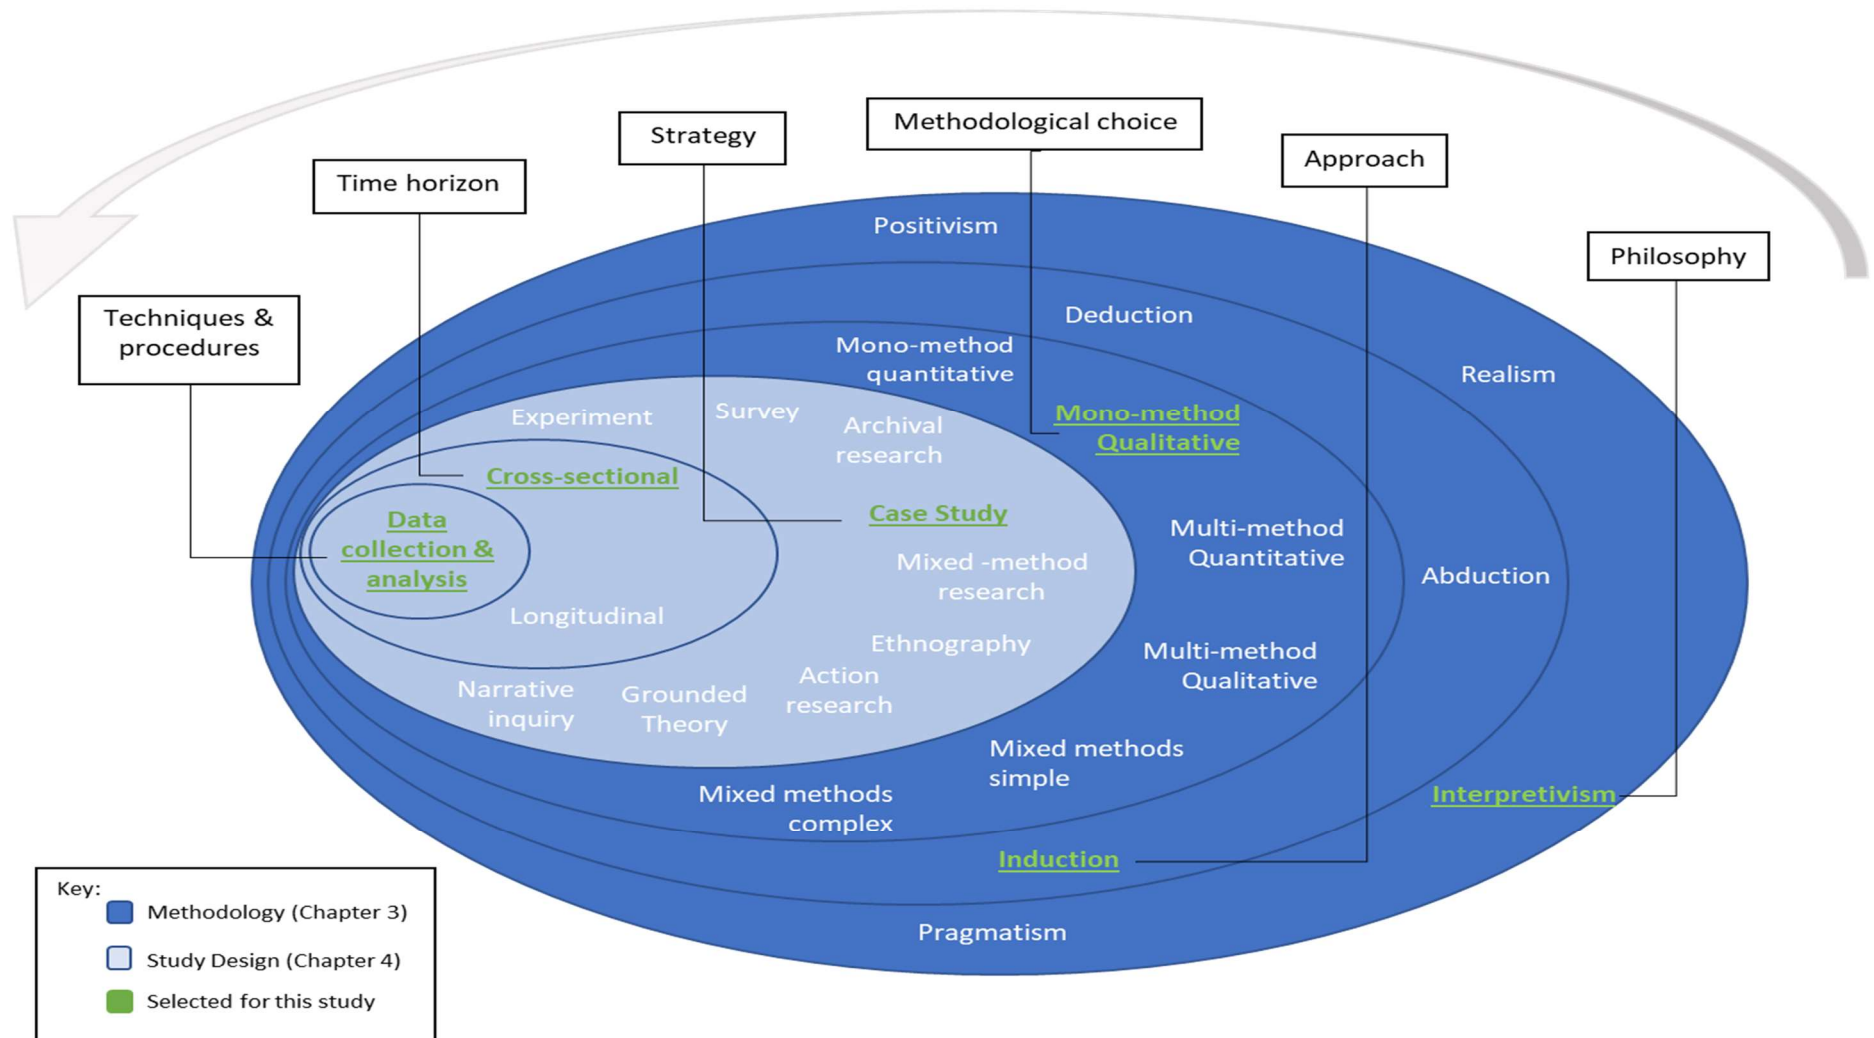 Methodological choice
Strategy
Approach
Time horizon
Positivism
Philosophy
Techniques &
procedures
Deduction
Mono-method
quantitative
Realism
Experiment
Survey
Archival
research
Mono-method
Qualitative
Cross-sectional
Data
collection &
analysis
Case Study
Multi-method
Quantitative
Mixed -method
research
Abduction
Longitudinal
Ethnography
Multi-method
Qualitative
Action
research
Narrative
inquiry
Grounded
Theory
Mixed methods
simple
Mixed methods
complex
Interpretivism
Induction
Pragmatism
Key:
Methodology (Chapter 3)
Study Design (Chapter 4)
Selected for this study